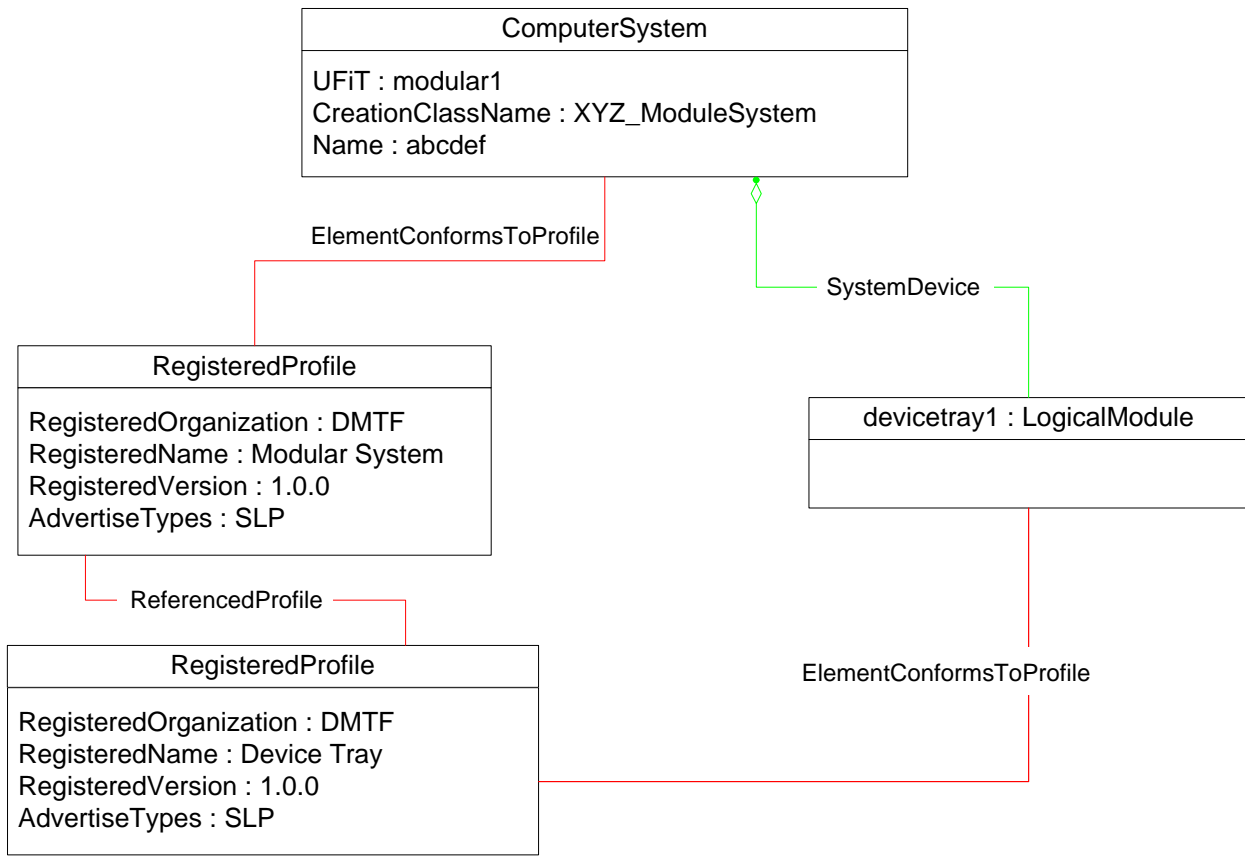 ComputerSystem
UFiT : modular1
CreationClassName : XYZ_ModuleSystem
Name : abcdef
ElementConformsToProfile
SystemDevice
RegisteredProfile
RegisteredOrganization : DMTF
RegisteredName : Modular System
RegisteredVersion : 1.0.0
AdvertiseTypes : SLP
devicetray1 : LogicalModule
ReferencedProfile
RegisteredProfile
RegisteredOrganization : DMTF
RegisteredName : Device Tray
RegisteredVersion : 1.0.0
AdvertiseTypes : SLP
ElementConformsToProfile